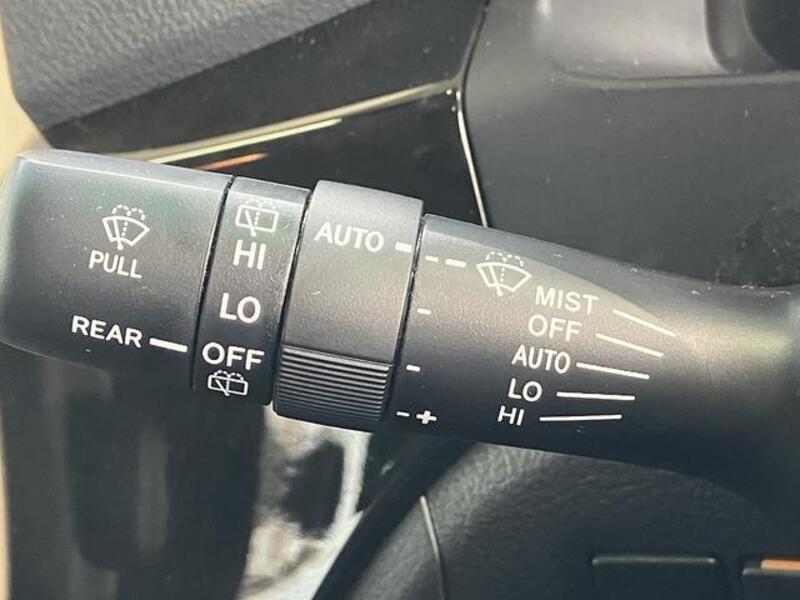 PULL
REAR
HI
LO
OFF
AUTO
- +
MIST
OFF
AUTO
LO
HI